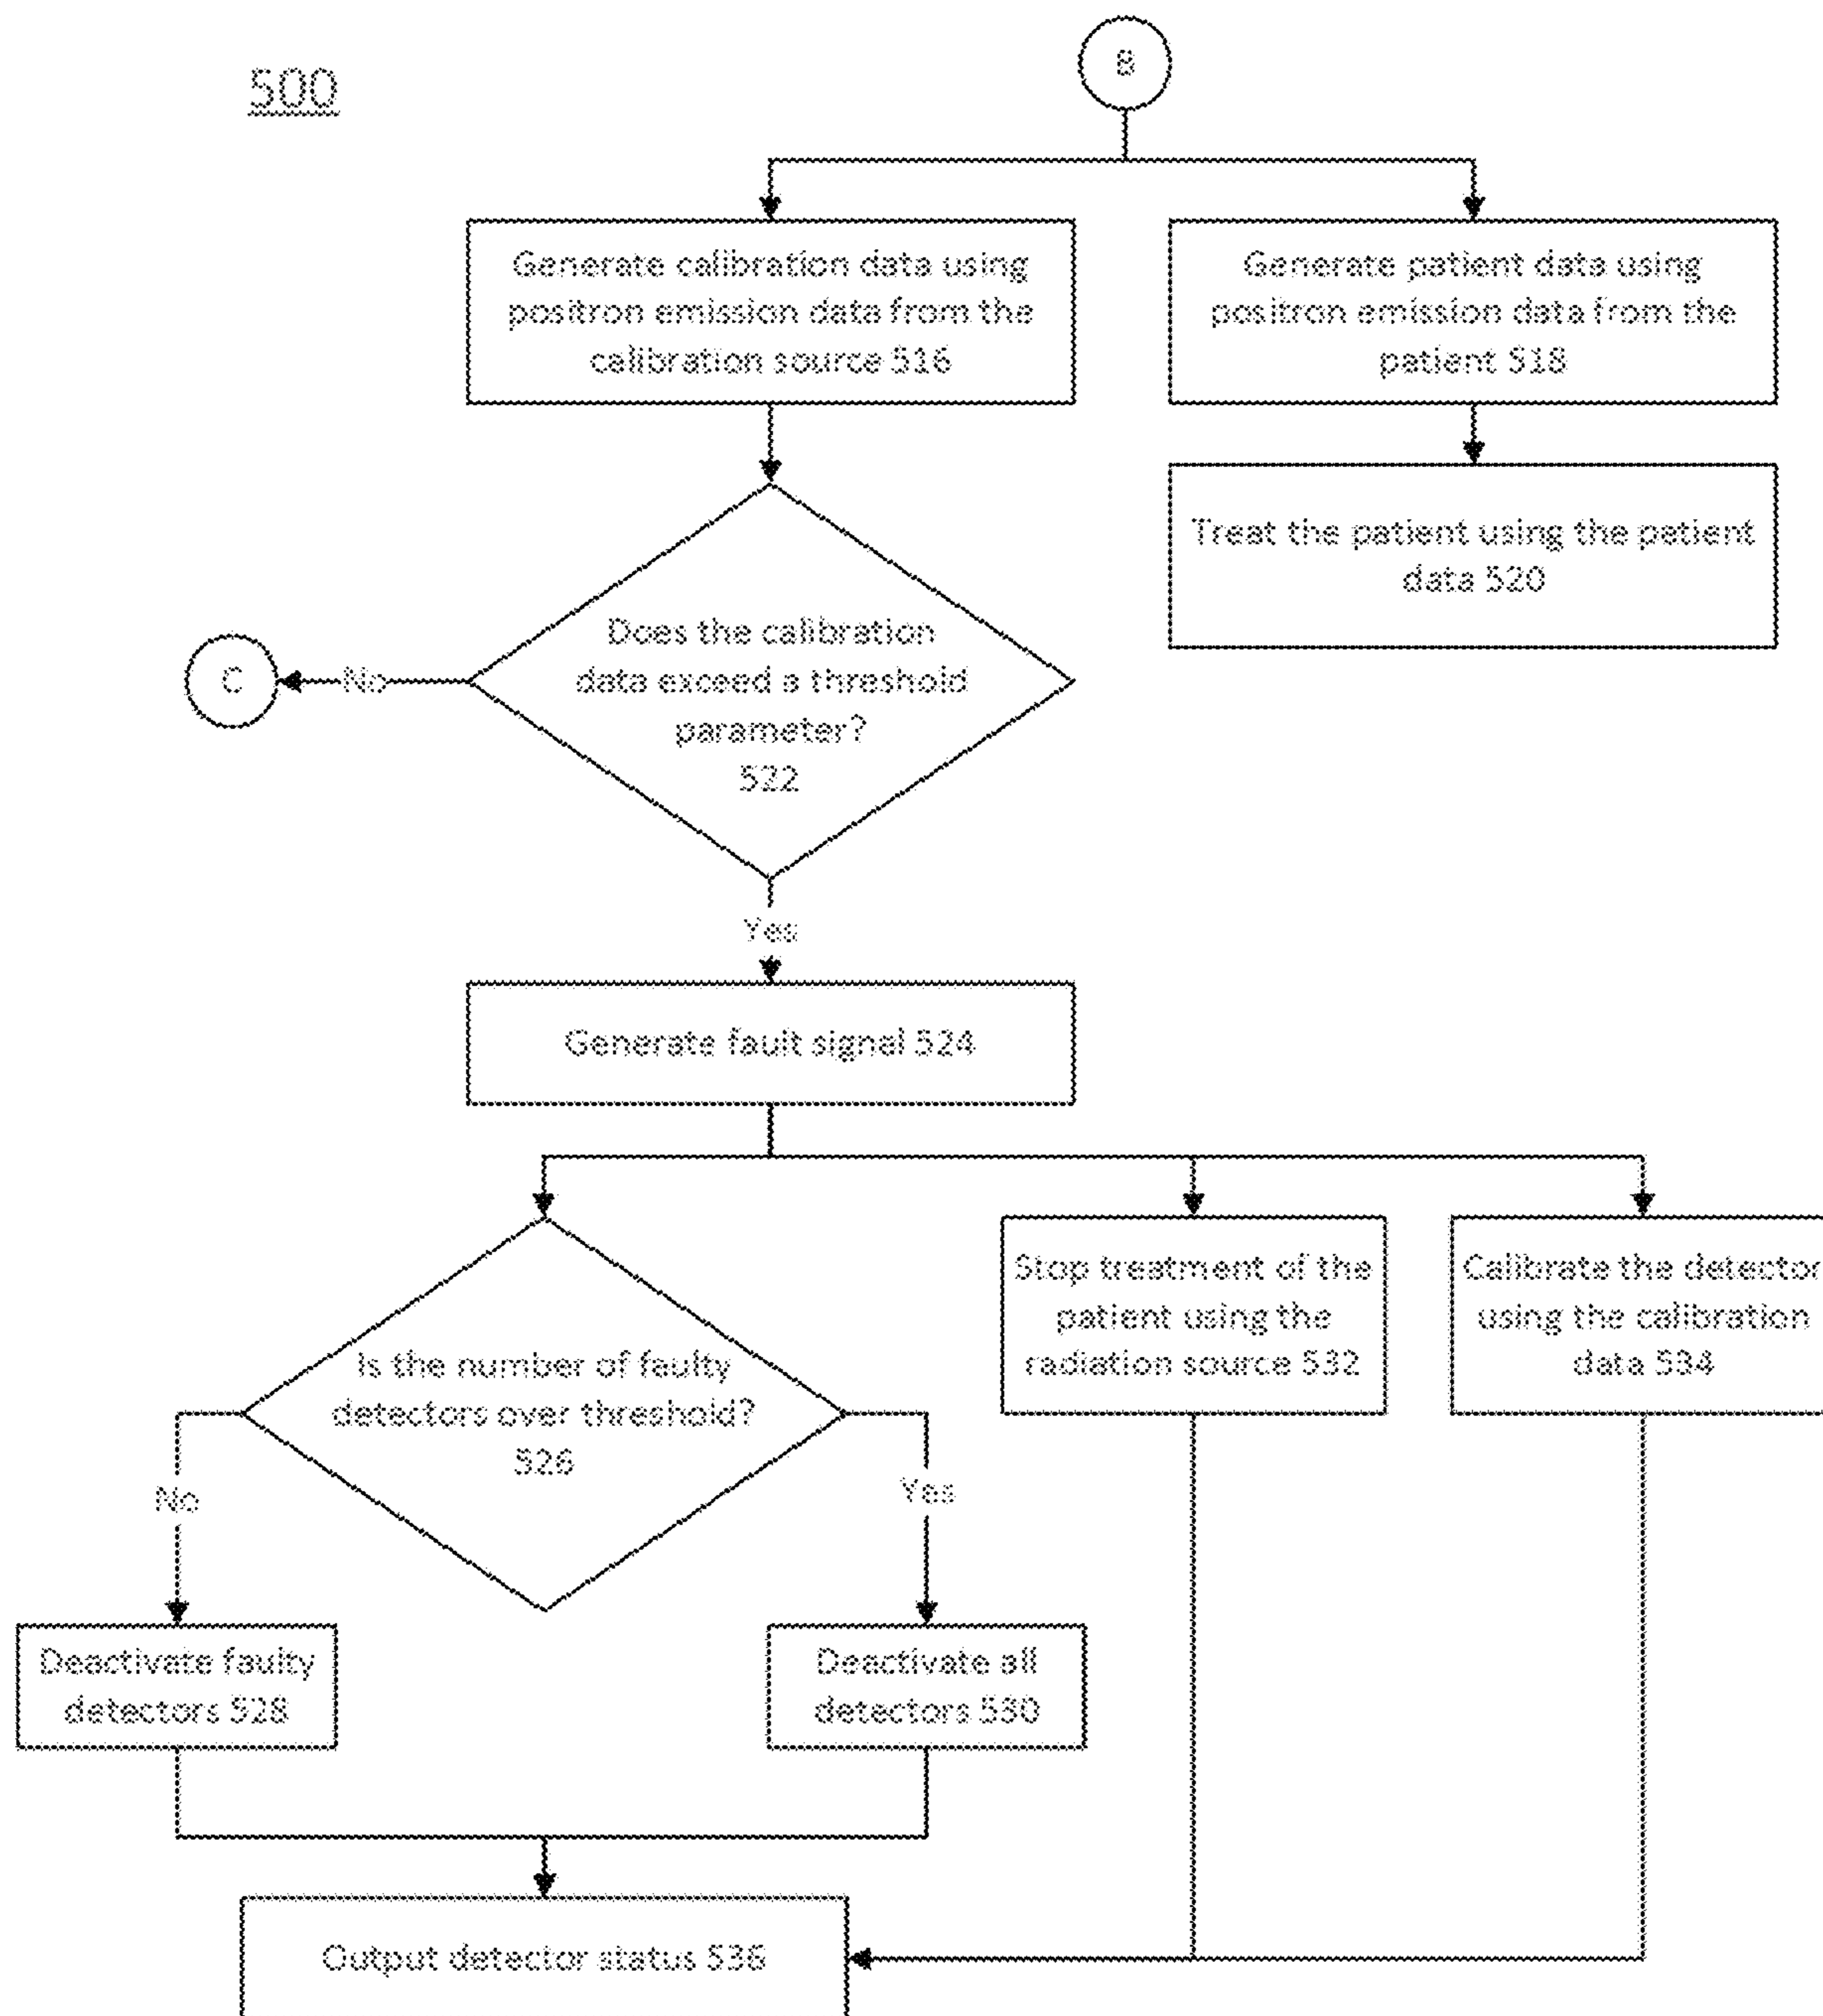 500
B
Generate calibration data using
positron emission data from the
calibration source 516
Generate patient data using
positron emission data from the
patient 518
Treat the patient using the patient
data 520
Does the calibration
data exceed a threshold
parameter?
522
No
C
Yes
Generate fault signal 524
Is the number of faulty
detectors over threshold?
526
Stop treatment of the
patient using the
radiation source 532
Calibrate the detector
using the calibration
data 534
No
Yes
Deactivate faulty
detectors 528
Deactivate all
detectors 530
Output detector status 536